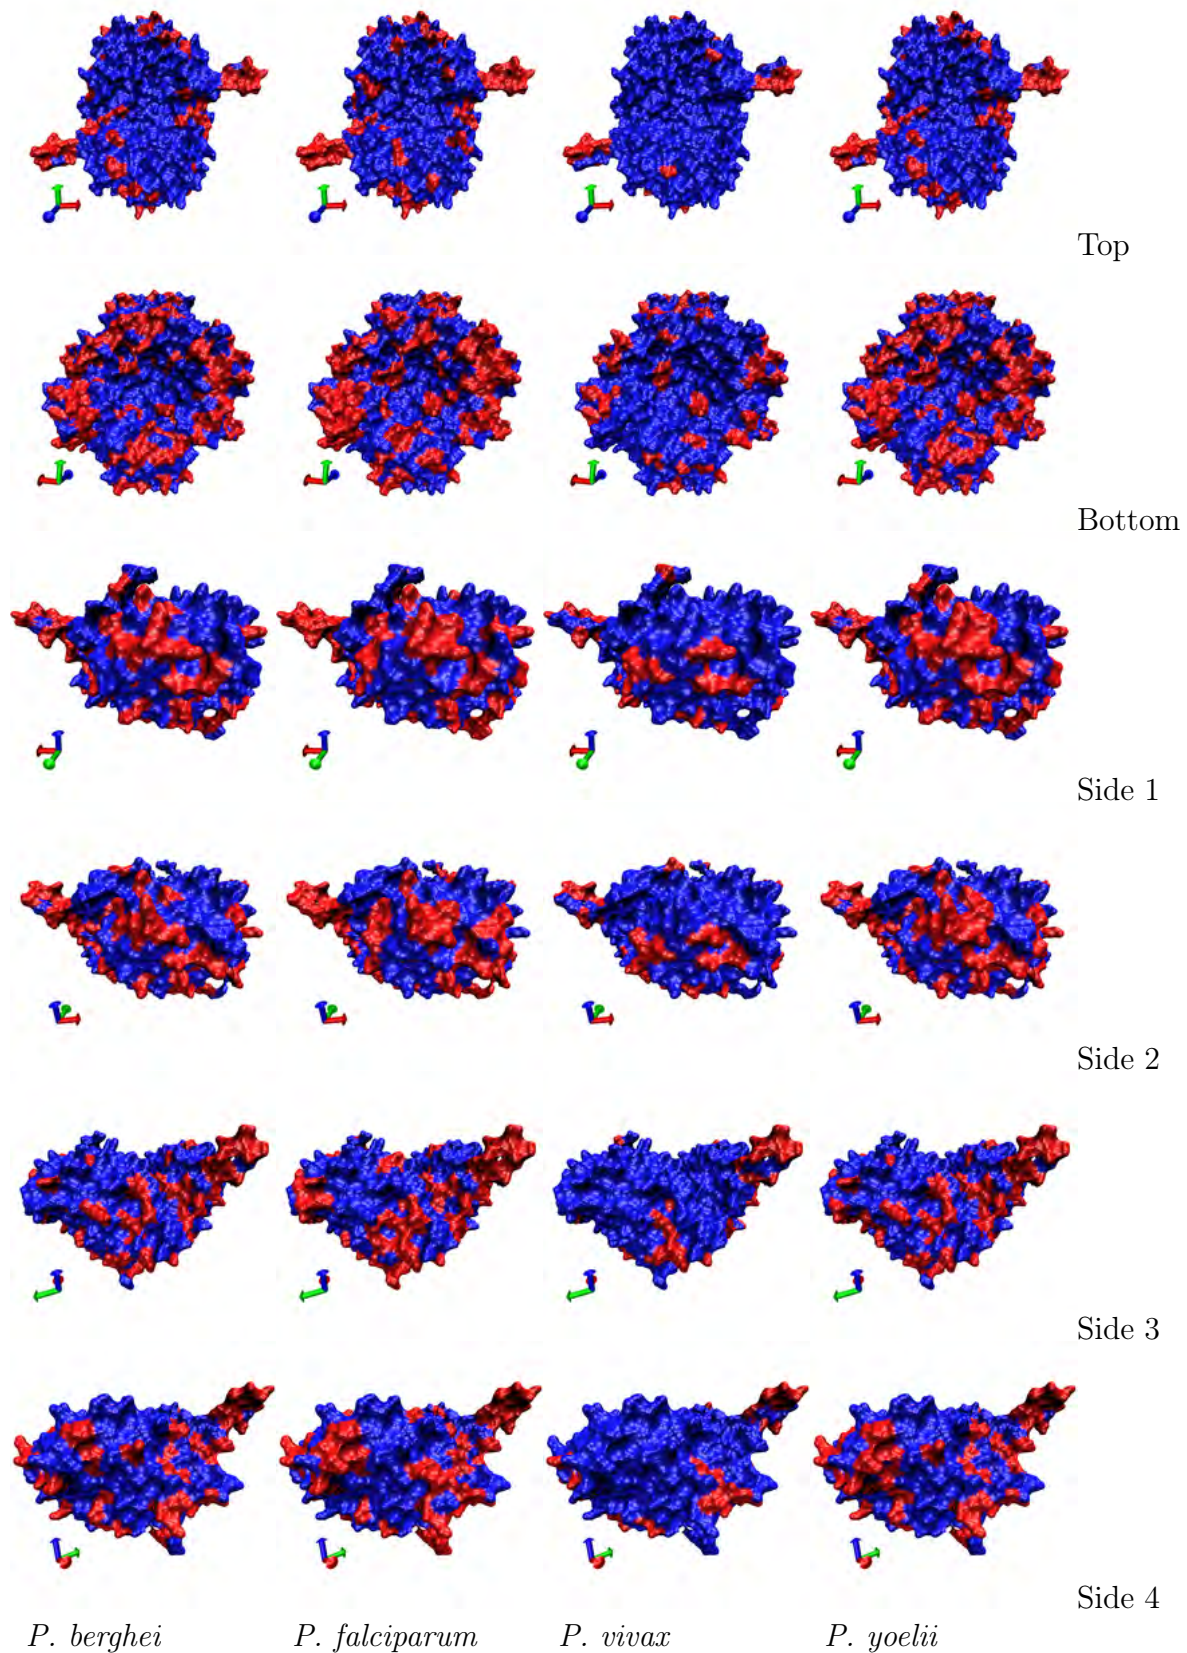 Top
Bottom
Side 1
Side 2
Side 3
Side 4
P. berghei P. falciparum P. vivax P. yoelii